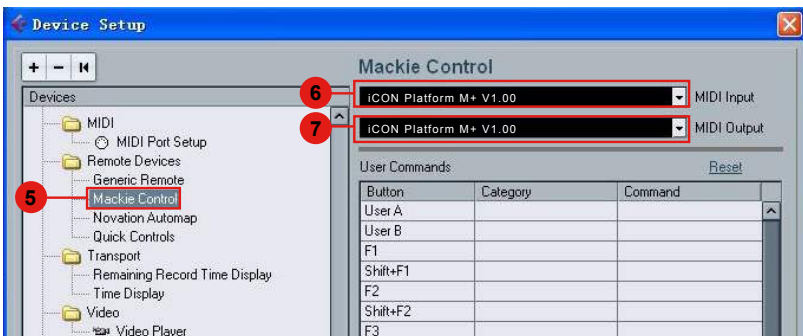 Device Setup
+ - I◄
Mackie Control
Devices
6
iCON Platform M+ V1.00
MIDI Input
7
iCON Platform M+ V1.00
MIDI Output
MIDI
MIDI Port Setup
Remote Devices
Generic Remote
5
Mackie Control
Novation Automap
Quick Controls
Transport
Remaining Record Time Display
Time Display
Video
Video Player
User Commands
Reset
Button Category Command
User A
User B
F1
Shift+F1
F2
Shift+F2
F3